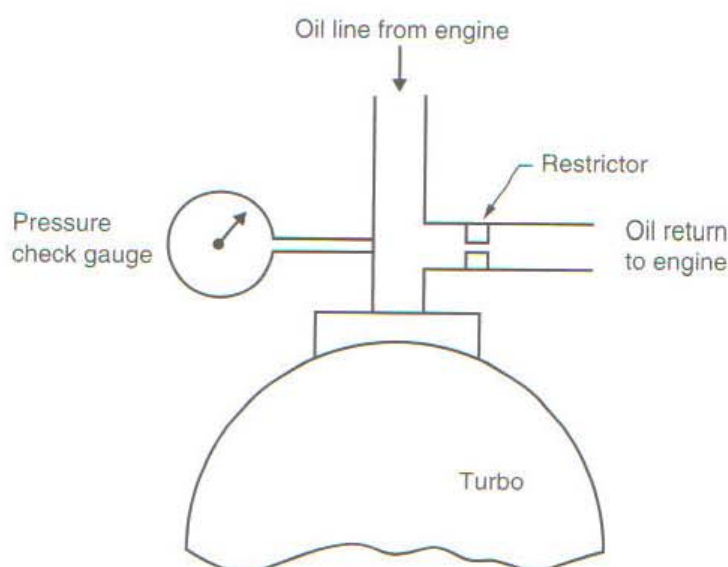 Oil line from engine
Restrictor
Pressure
check gauge
Oil return
to engine
Turbo